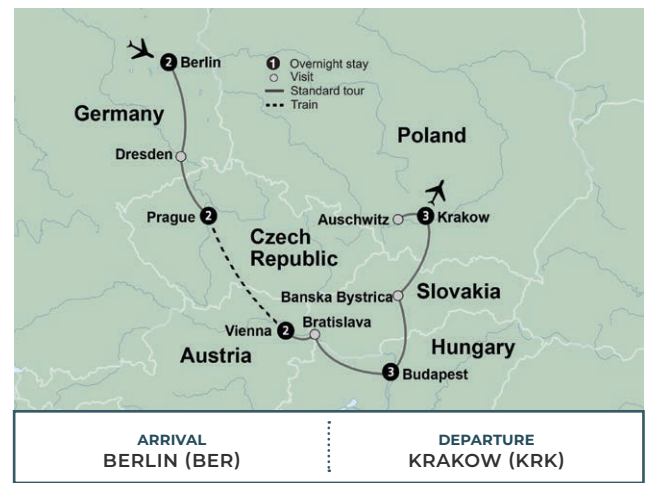 2 Berlin
1 Overnight stay
Visit
Standard tour
Train
Germany
Poland
Dresden
Prague 2
Auschwitz
3 Krakow
Czech
Republic
Banska Bystrica
Slovakia
Vienna 2
Bratislava
Austria
Hungary
3 Budapest
ARRIVAL
BERLIN (BER)
DEPARTURE
KRAKOW (KRK)